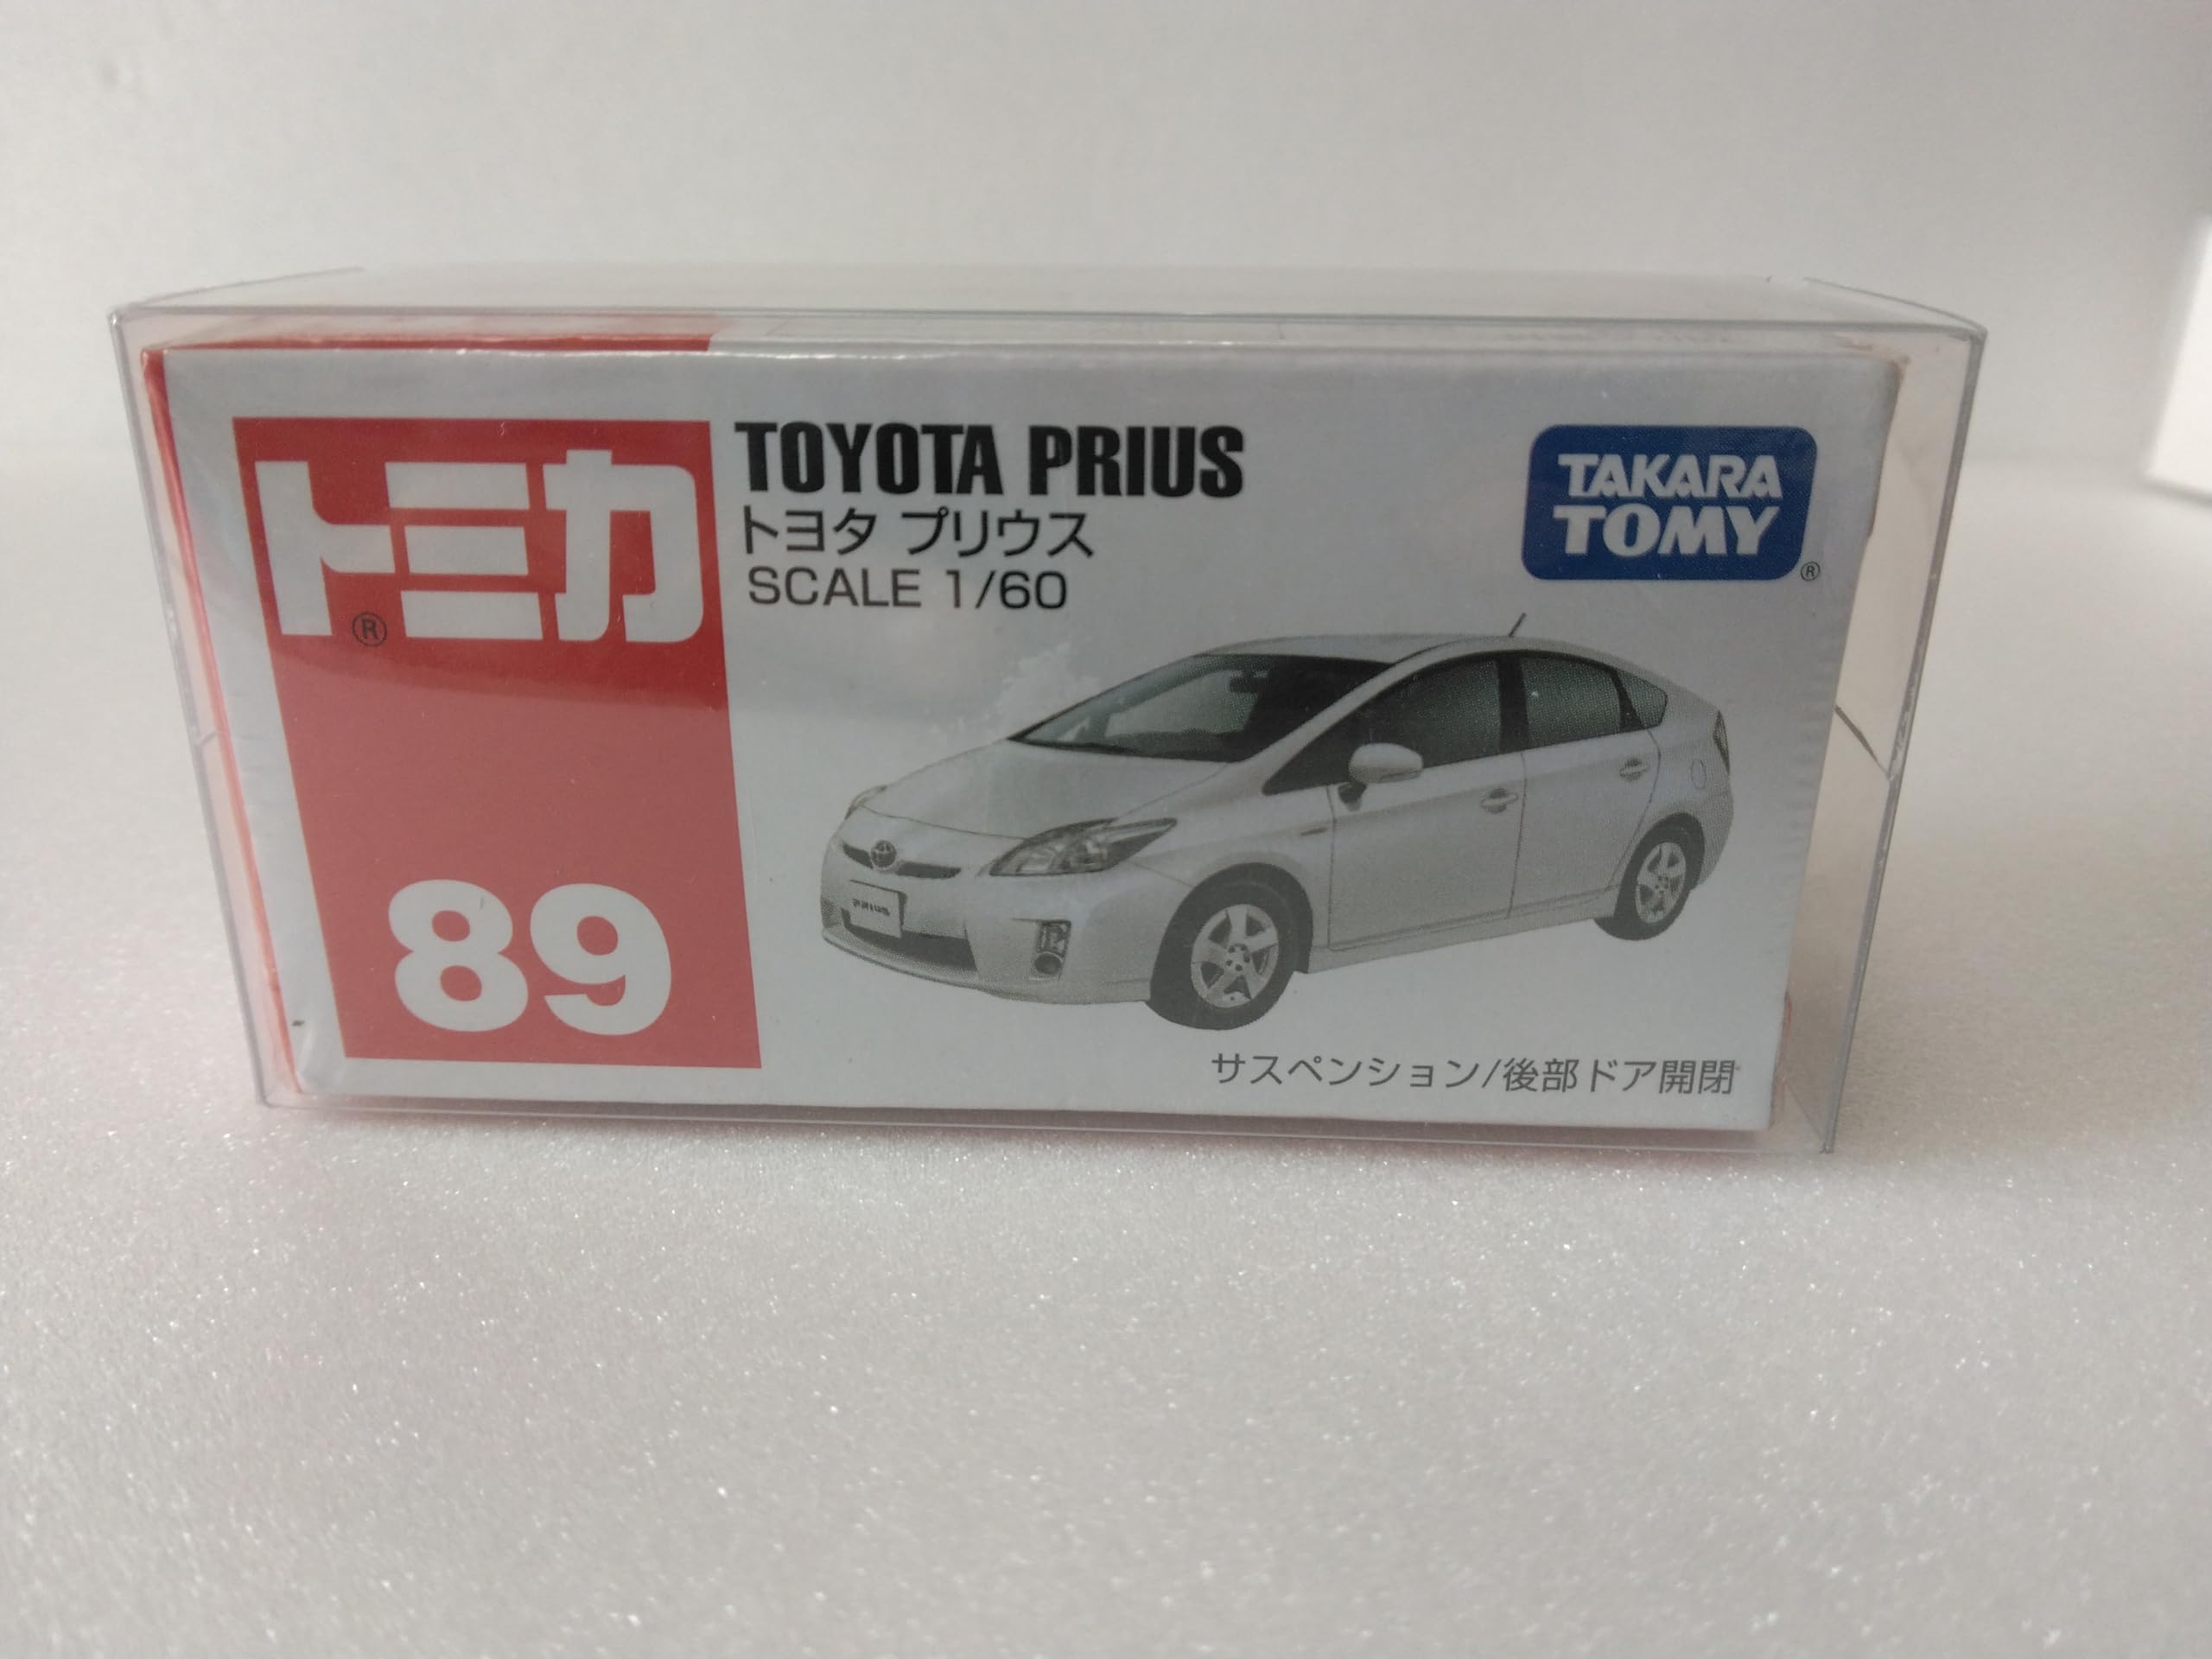 トミカ
®
89
TOYOTA PRIUS
トヨタ プリウス
SCALE 1/60
TAKARA
TOMY
®
PRIUS
サスペンション/後部ドア開閉